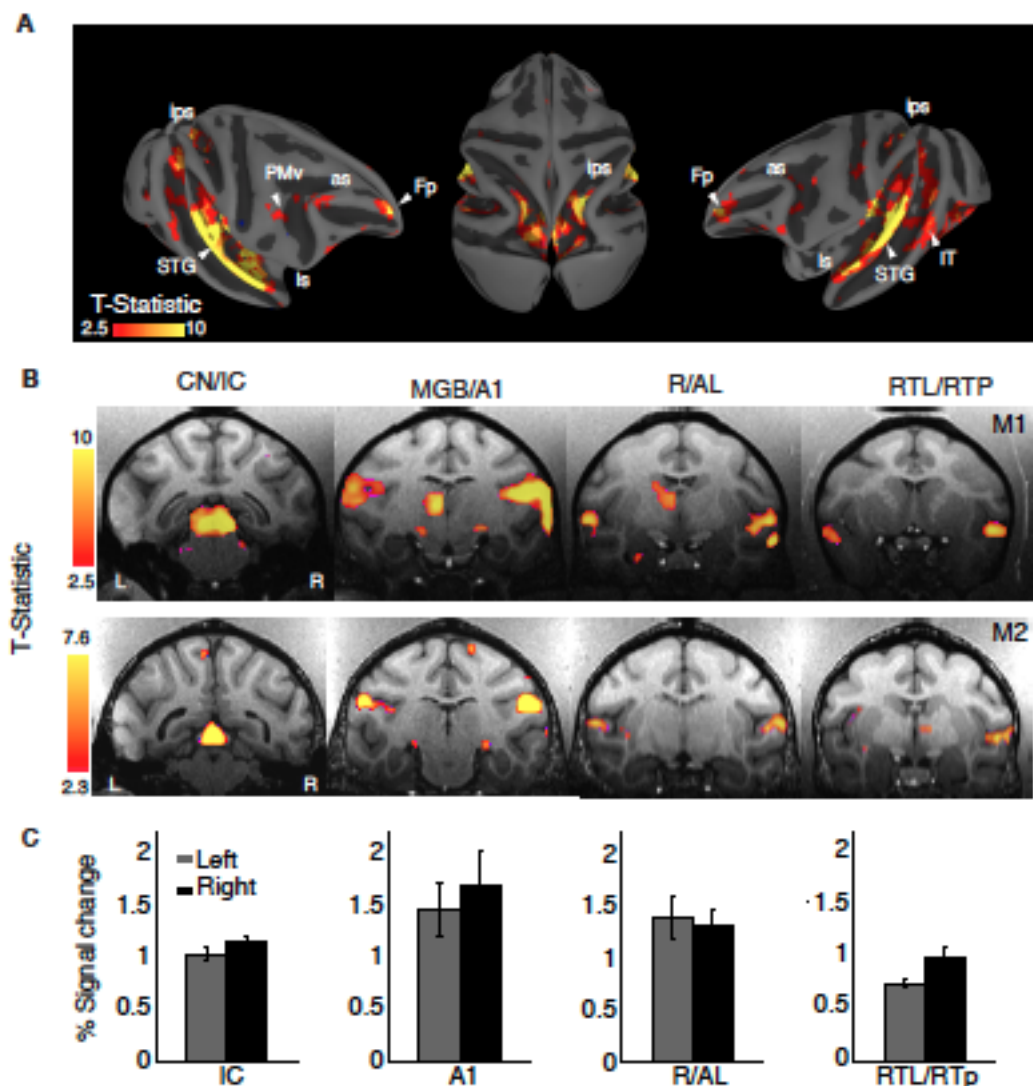 A
ips
PMv
as
Fp
STG
ls
T-Statistic
2.5 10
ips
ips
as
Fp
ls
STG
IT
B
CN/IC MGB/A1 R/AL RTL/RTP
M1
10
2.5
L R
T-Statistic
M2
7.6
2.3
L R
C
% Signal change
2
1.5
1
0.5
0
Left
Right
IC
2
1.5
1
0.5
0
A1
2
1.5
1
0.5
0
R/AL
2
1.5
1
0.5
0
RTL/RTp